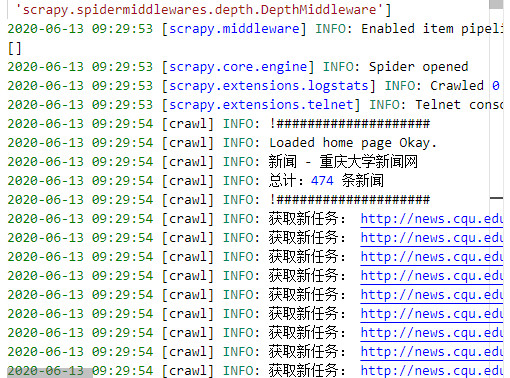 'scrapy.spidermiddlewares.depth.DepthMiddleware']
2020-06-13 09:29:53 [scrapy.middleware] INFO: Enabled item pipeli
[]
2020-06-13 09:29:53 [scrapy.core.engine] INFO: Spider opened
2020-06-13 09:29:53 [scrapy.extensions.logstats] INFO: Crawled 0
2020-06-13 09:29:53 [scrapy.extensions.telnet] INFO: Telnet conso
2020-06-13 09:29:54 [crawl] INFO: !####################
2020-06-13 09:29:54 [crawl] INFO: Loaded home page Okay.
2020-06-13 09:29:54 [crawl] INFO: 新闻 - 重庆大学新闻网
2020-06-13 09:29:54 [crawl] INFO: 总计：474 条新闻
2020-06-13 09:29:54 [crawl] INFO: !####################
2020-06-13 09:29:54 [crawl] INFO: 获取新任务： http://news.cqu.edu
2020-06-13 09:29:54 [crawl] INFO: 获取新任务： http://news.cqu.edu
2020-06-13 09:29:54 [crawl] INFO: 获取新任务： http://news.cqu.edu
2020-06-13 09:29:54 [crawl] INFO: 获取新任务： http://news.cqu.edu
2020-06-13 09:29:54 [crawl] INFO: 获取新任务： http://news.cqu.edu
2020-06-13 09:29:54 [crawl] INFO: 获取新任务： http://news.cqu.edu
2020-06-13 09:29:54 [crawl] INFO: 获取新任务： http://news.cqu.edu
2020-06-13 09:29:54 [crawl] INFO: 获取新任务： http://news.cqu.edu
2020-06-13 09:29:54 [crawl] INFO: 获取新任务： http://news.cqu.edu